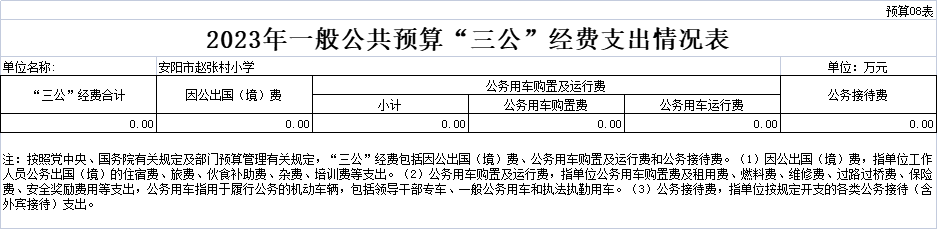 预算08表
2023年一般公共预算“三公”经费支出情况表
单位名称: 安阳市赵张村小学 单位：万元
“三公”经费合计 因公出国（境）费 公务用车购置及运行费 公务接待费
小计 公务用车购置费 公务用车运行费
0.00 0.00 0.00 0.00 0.00 0.00
注：按照党中央、国务院有关规定及部门预算管理有关规定，“三公”经费包括因公出国（境）费、公务用车购置及运行费和公务接待费。（1）因公出国（境）费，指单位工作
人员公务出国（境）的住宿费、旅费、伙食补助费、杂费、培训费等支出。（2）公务用车购置及运行费，指单位公务用车购置费及租用费、燃料费、维修费、过路过桥费、保险
费、安全奖励费用等支出，公务用车指用于履行公务的机动车辆，包括领导干部专车、一般公务用车和执法执勤用车。（3）公务接待费，指单位按规定开支的各类公务接待（含
外宾接待）支出。